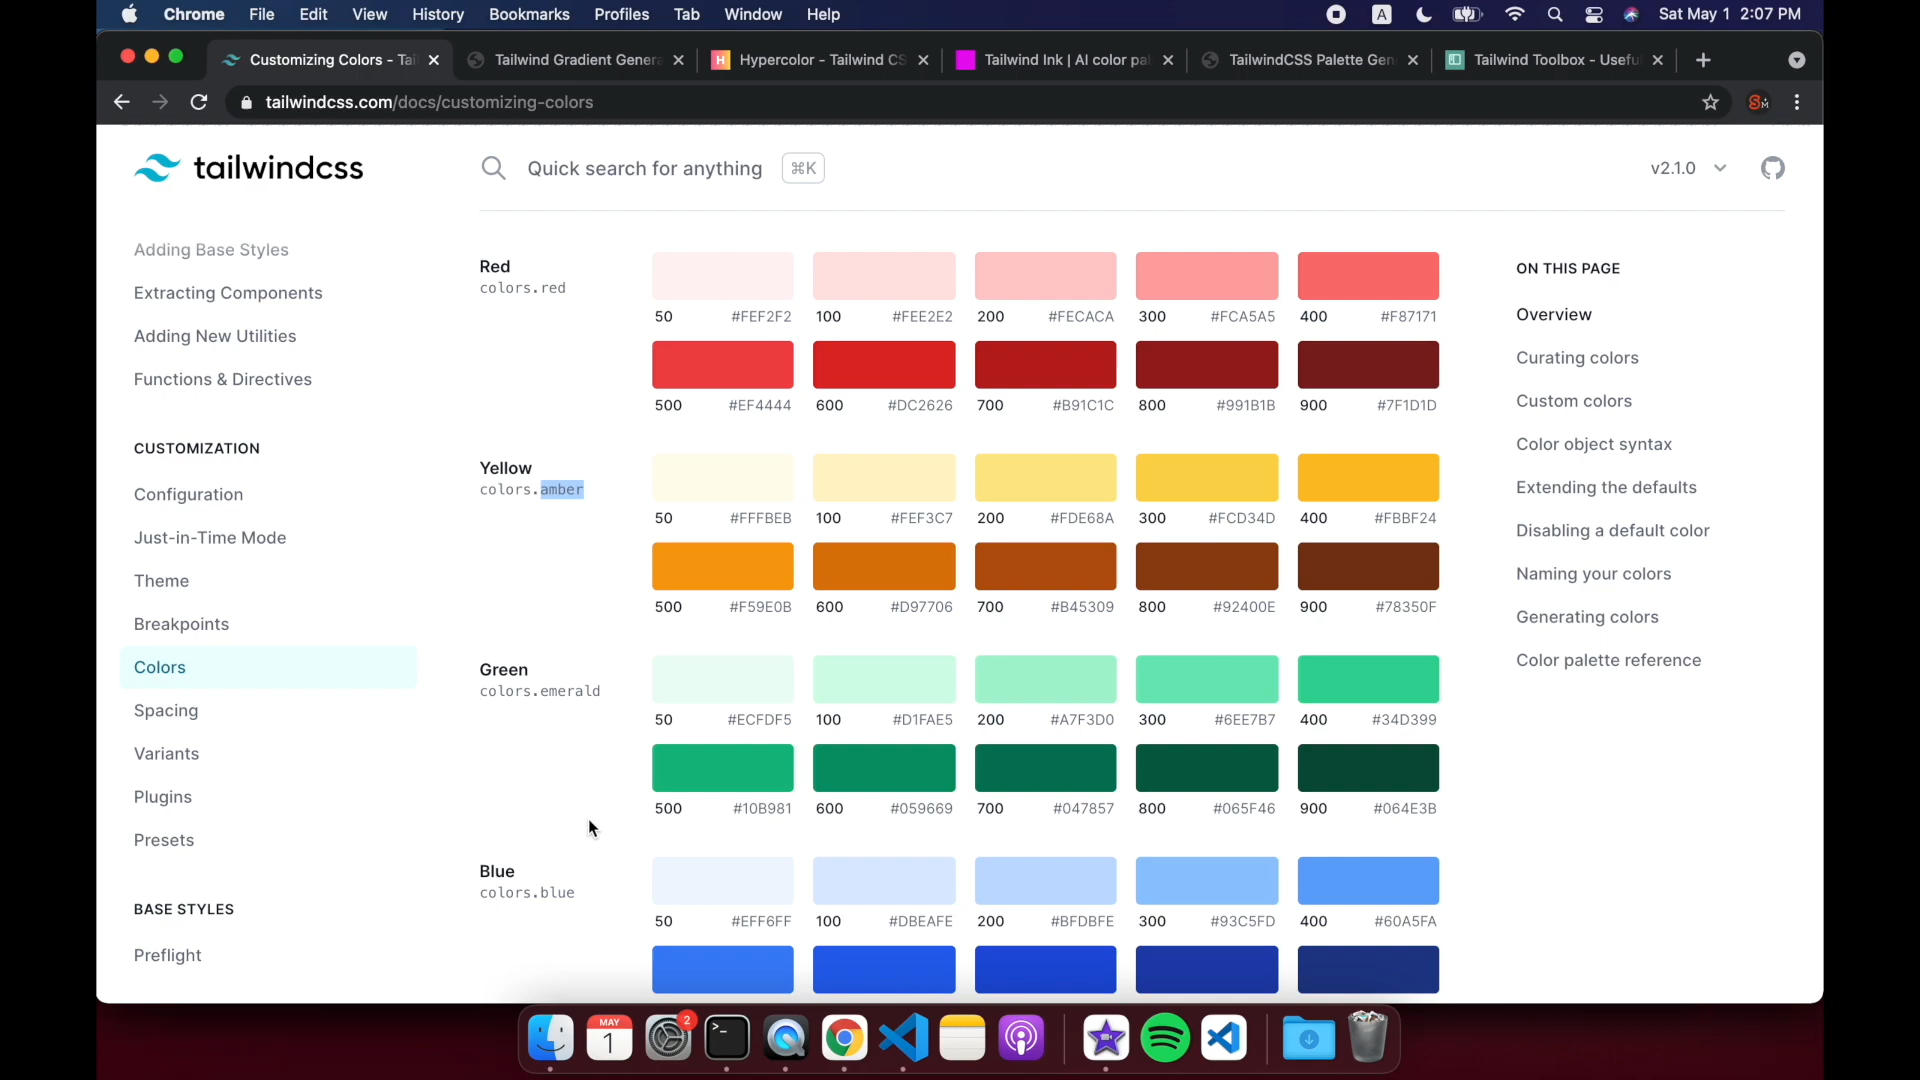 Chrome File Edit View History Bookmarks Profiles Tab Window Help A Sat May 1 2:07 PM
Customizing Colors - Tai Tailwind Gradient Genera H Hypercolor - Tailwind CS Tailwind Ink | AI color pal TailwindCSS Palette Gen Tailwind Toolbox - Useful
tailwindcss.com/docs/customizing-colors
tailwindcss Quick search for anything ⌘K v2.1.0
Adding Base Styles
Extracting Components
Adding New Utilities
Functions & Directives
CUSTOMIZATION
Configuration
Just-in-Time Mode
Theme
Breakpoints
Colors
Spacing
Variants
Plugins
Presets
BASE STYLES
Preflight
Red
colors.red
50 #FEF2F2 100 #FEE2E2 200 #FECACA 300 #FCA5A5 400 #F87171
500 #EF4444 600 #DC2626 700 #B91C1C 800 #991B1B 900 #7F1D1D
Yellow
colors.amber
50 #FFFBEB 100 #FEF3C7 200 #FDE68A 300 #FCD34D 400 #FBBF24
500 #F59E0B 600 #D97706 700 #B45309 800 #92400E 900 #78350F
Green
colors.emerald
50 #ECFDF5 100 #D1FAE5 200 #A7F3D0 300 #6EE7B7 400 #34D399
500 #10B981 600 #059669 700 #047857 800 #065F46 900 #064E3B
Blue
colors.blue
50 #EFF6FF 100 #DBEAFE 200 #BFDBFE 300 #93C5FD 400 #60A5FA
ON THIS PAGE
Overview
Curating colors
Custom colors
Color object syntax
Extending the defaults
Disabling a default color
Naming your colors
Generating colors
Color palette reference
MAY
1
2